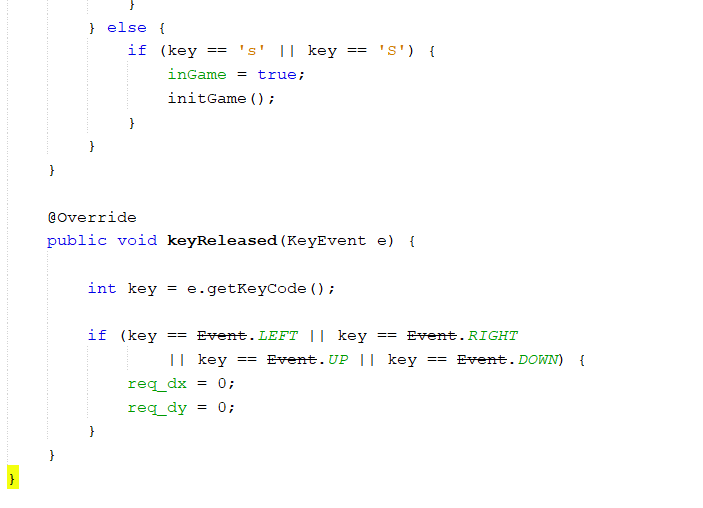 }
} else {
if (key == 's' || key == 'S') {
inGame = true;
initGame();
}
}
}
@Override
public void keyReleased(KeyEvent e) {
int key = e.getKeyCode();
if (key == Event.LEFT || key == Event.RIGHT
|| key == Event.UP || key == Event.DOWN) {
req_dx = 0;
req_dy = 0;
}
}
}